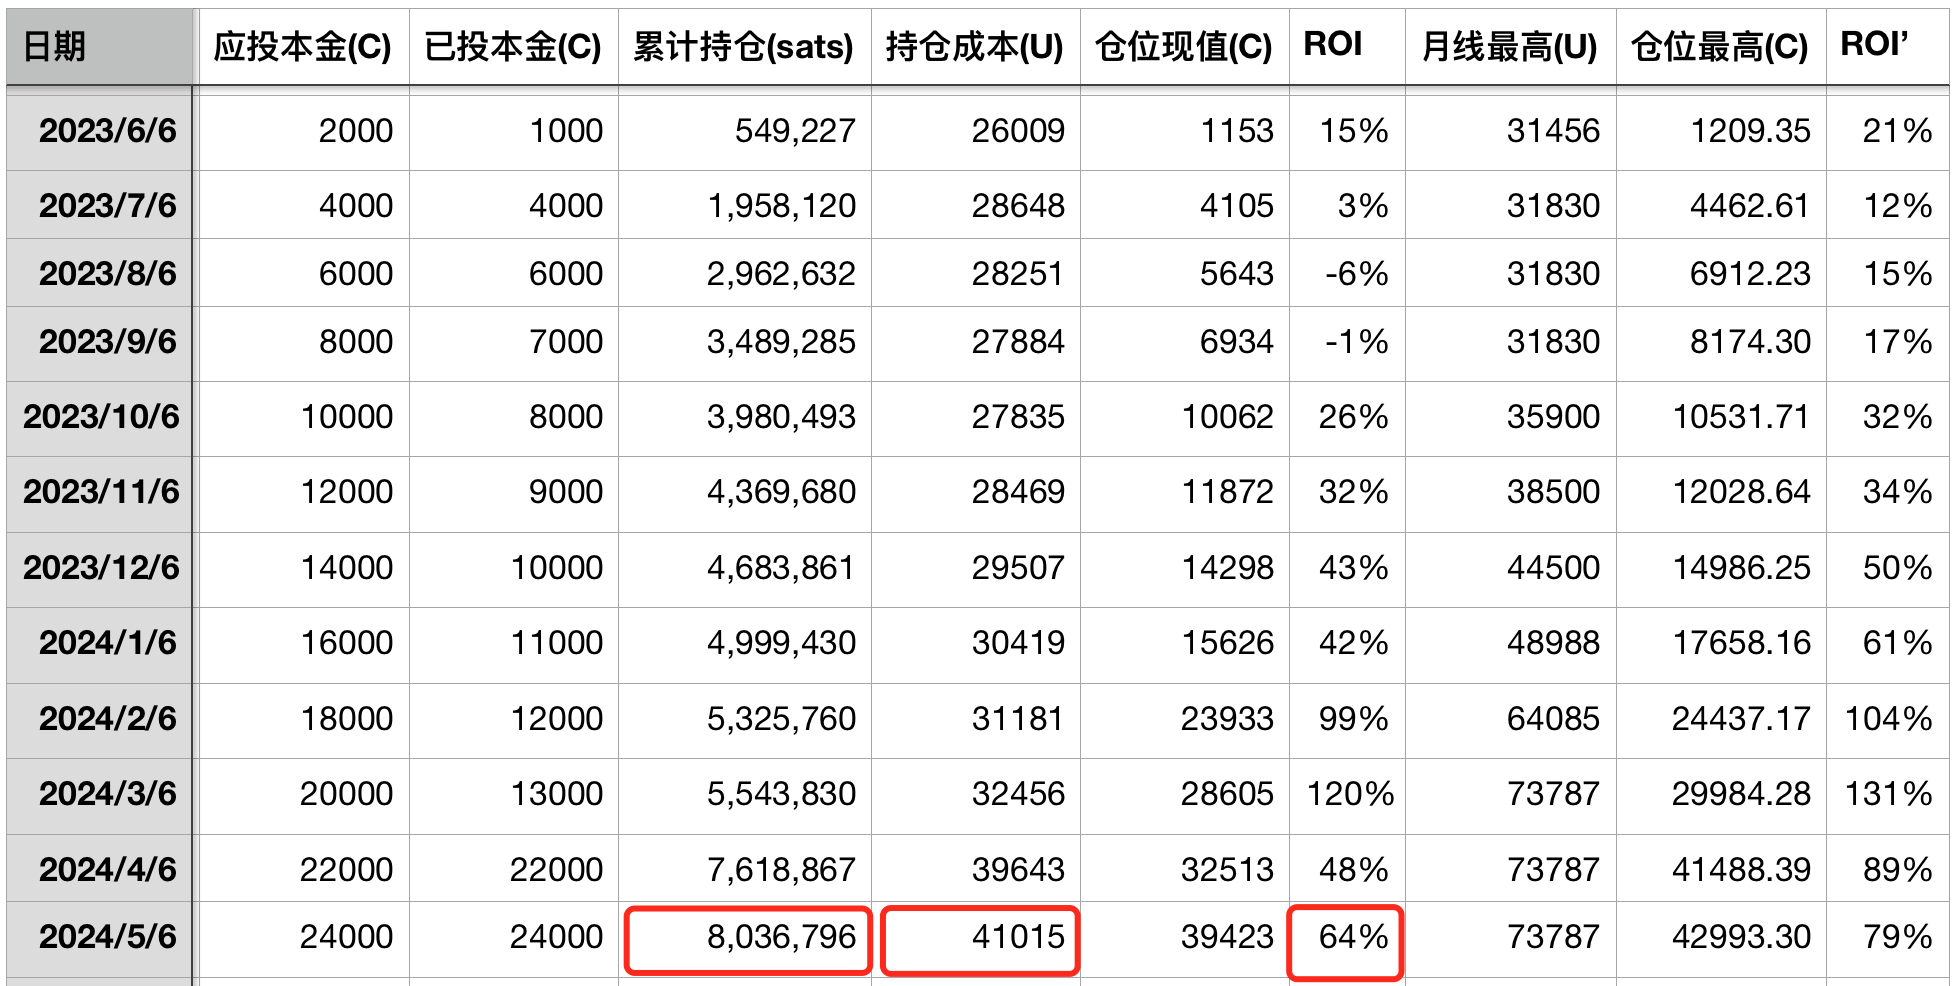 日期 应投本金(C) 已投本金(C) 累计持仓(sats) 持仓成本(U) 仓位现值(C) ROI 月线最高(U) 仓位最高(C) ROI’
2023/6/6 2000 1000 549,227 26009 1153 15% 31456 1209.35 21%
2023/7/6 4000 4000 1,958,120 28648 4105 3% 31830 4462.61 12%
2023/8/6 6000 6000 2,962,632 28251 5643 -6% 31830 6912.23 15%
2023/9/6 8000 7000 3,489,285 27884 6934 -1% 31830 8174.30 17%
2023/10/6 10000 8000 3,980,493 27835 10062 26% 35900 10531.71 32%
2023/11/6 12000 9000 4,369,680 28469 11872 32% 38500 12028.64 34%
2023/12/6 14000 10000 4,683,861 29507 14298 43% 44500 14986.25 50%
2024/1/6 16000 11000 4,999,430 30419 15626 42% 48988 17658.16 61%
2024/2/6 18000 12000 5,325,760 31181 23933 99% 64085 24437.17 104%
2024/3/6 20000 13000 5,543,830 32456 28605 120% 73787 29984.28 131%
2024/4/6 22000 22000 7,618,867 39643 32513 48% 73787 41488.39 89%
2024/5/6 24000 24000 8,036,796 41015 39423 64% 73787 42993.30 79%